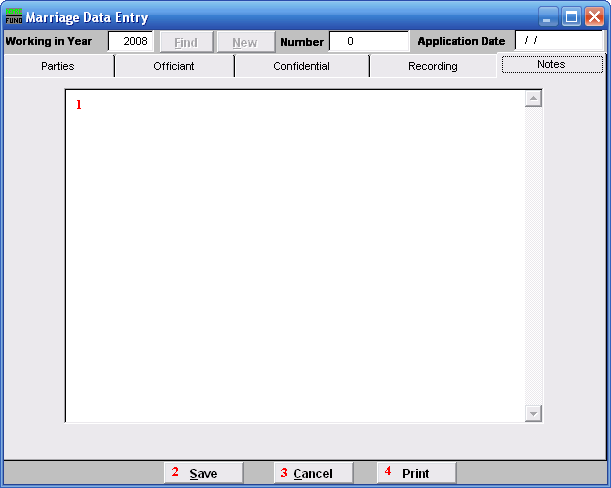 FUND Marriage Data Entry
Working in Year 2008 Find New Number 0 Application Date / /
Parties Officiant Confidential Recording Notes
1
2 Save 3 Cancel 4 Print